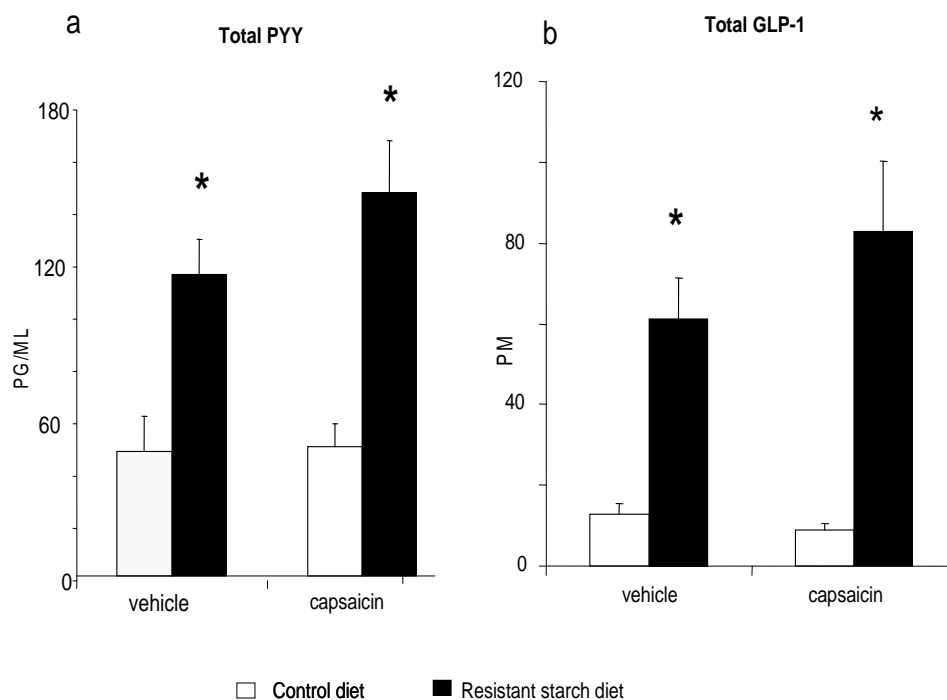 a
Total PYY
180
120
60
0
PG/ML
*
*
vehicle
capsaicin
b
Total GLP-1
120
80
40
0
PM
*
*
vehicle
capsaicin
Control diet
Resistant starch diet